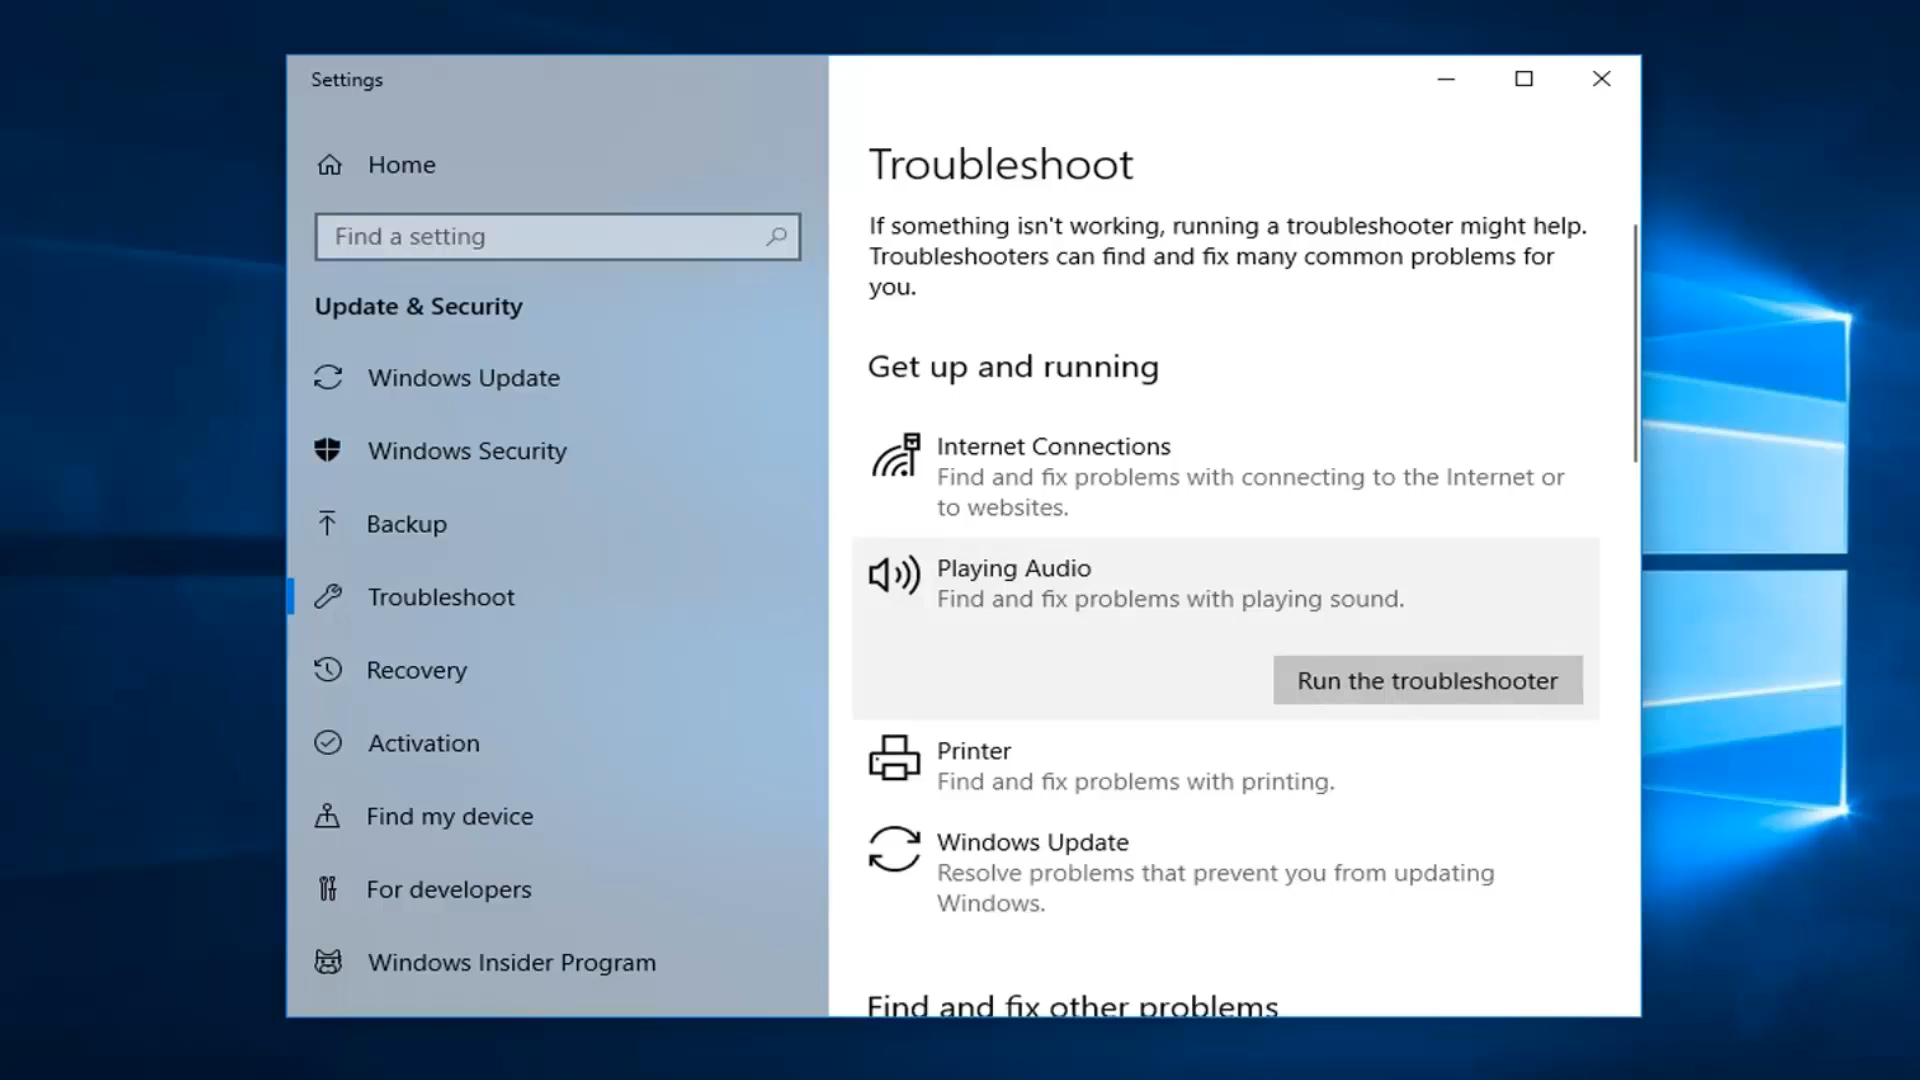 Settings
Home
Find a setting
Update & Security
Windows Update
Windows Security
Backup
Troubleshoot
Recovery
Activation
Find my device
For developers
Windows Insider Program
Troubleshoot
If something isn't working, running a troubleshooter might help.
Troubleshooters can find and fix many common problems for
you.
Get up and running
Internet Connections
Find and fix problems with connecting to the Internet or
to websites.
Playing Audio
Find and fix problems with playing sound.
Run the troubleshooter
Printer
Find and fix problems with printing.
Windows Update
Resolve problems that prevent you from updating
Windows.
Find and fix other problems